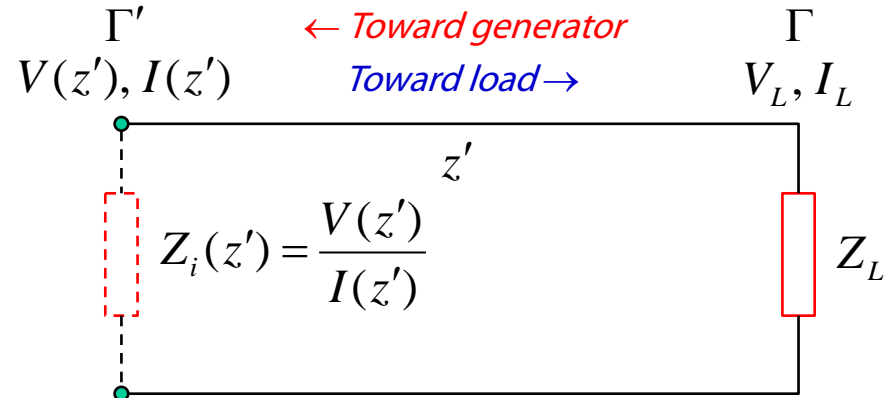 Γ′ ← Toward generator Γ
V(z′), I(z′) Toward load → V_L, I_L
z′
Z_i(z′) = V(z′) / I(z′)
Z_L